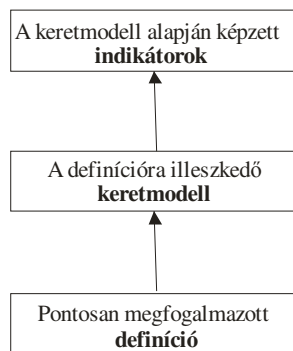 A keretmodell alapján képzett
indikátorok
A definícióra illeszkedő
keretmodell
Pontosan megfogalmazott
definíció